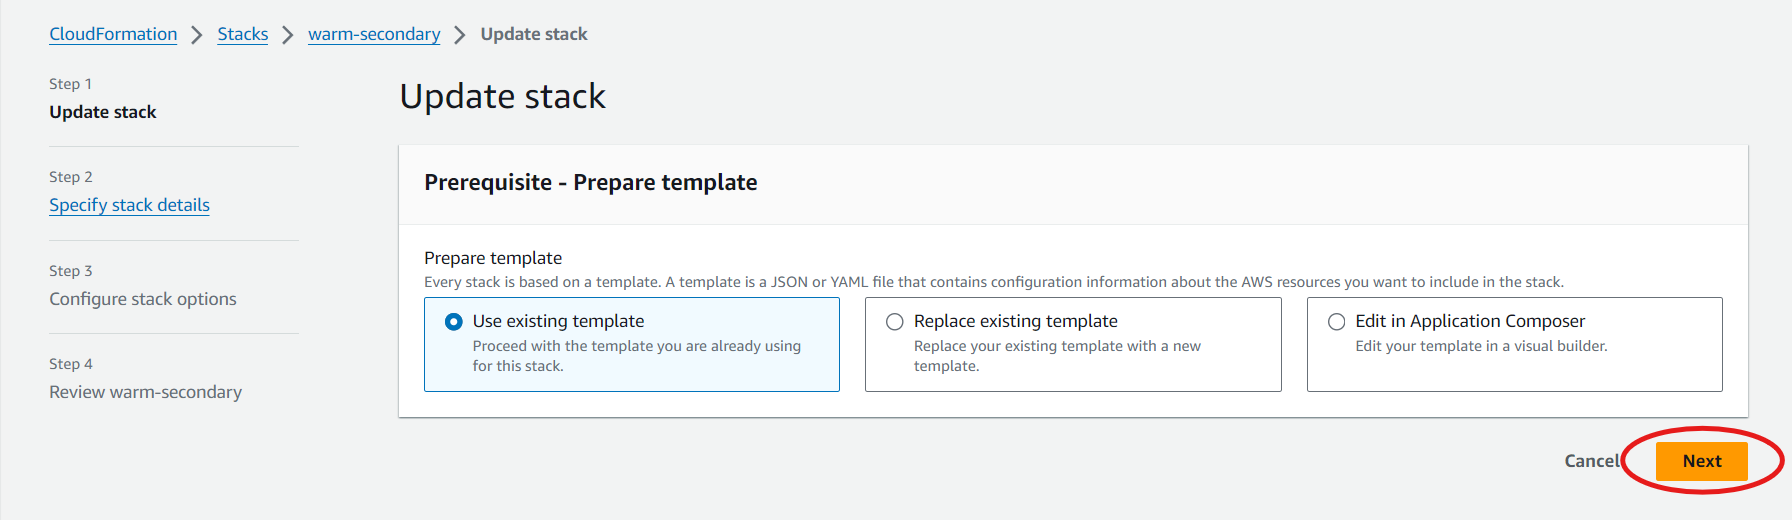 CloudFormation > Stacks > warm-secondary > Update stack
Step 1
Update stack
Step 2
Specify stack details
Step 3
Configure stack options
Step 4
Review warm-secondary
Update stack
Prerequisite - Prepare template
Prepare template
Every stack is based on a template. A template is a JSON or YAML file that contains configuration information about the AWS resources you want to include in the stack.
Use existing template
Proceed with the template you are already using
for this stack.
Replace existing template
Replace your existing template with a new
template.
Edit in Application Composer
Edit your template in a visual builder.
Cancel
Next